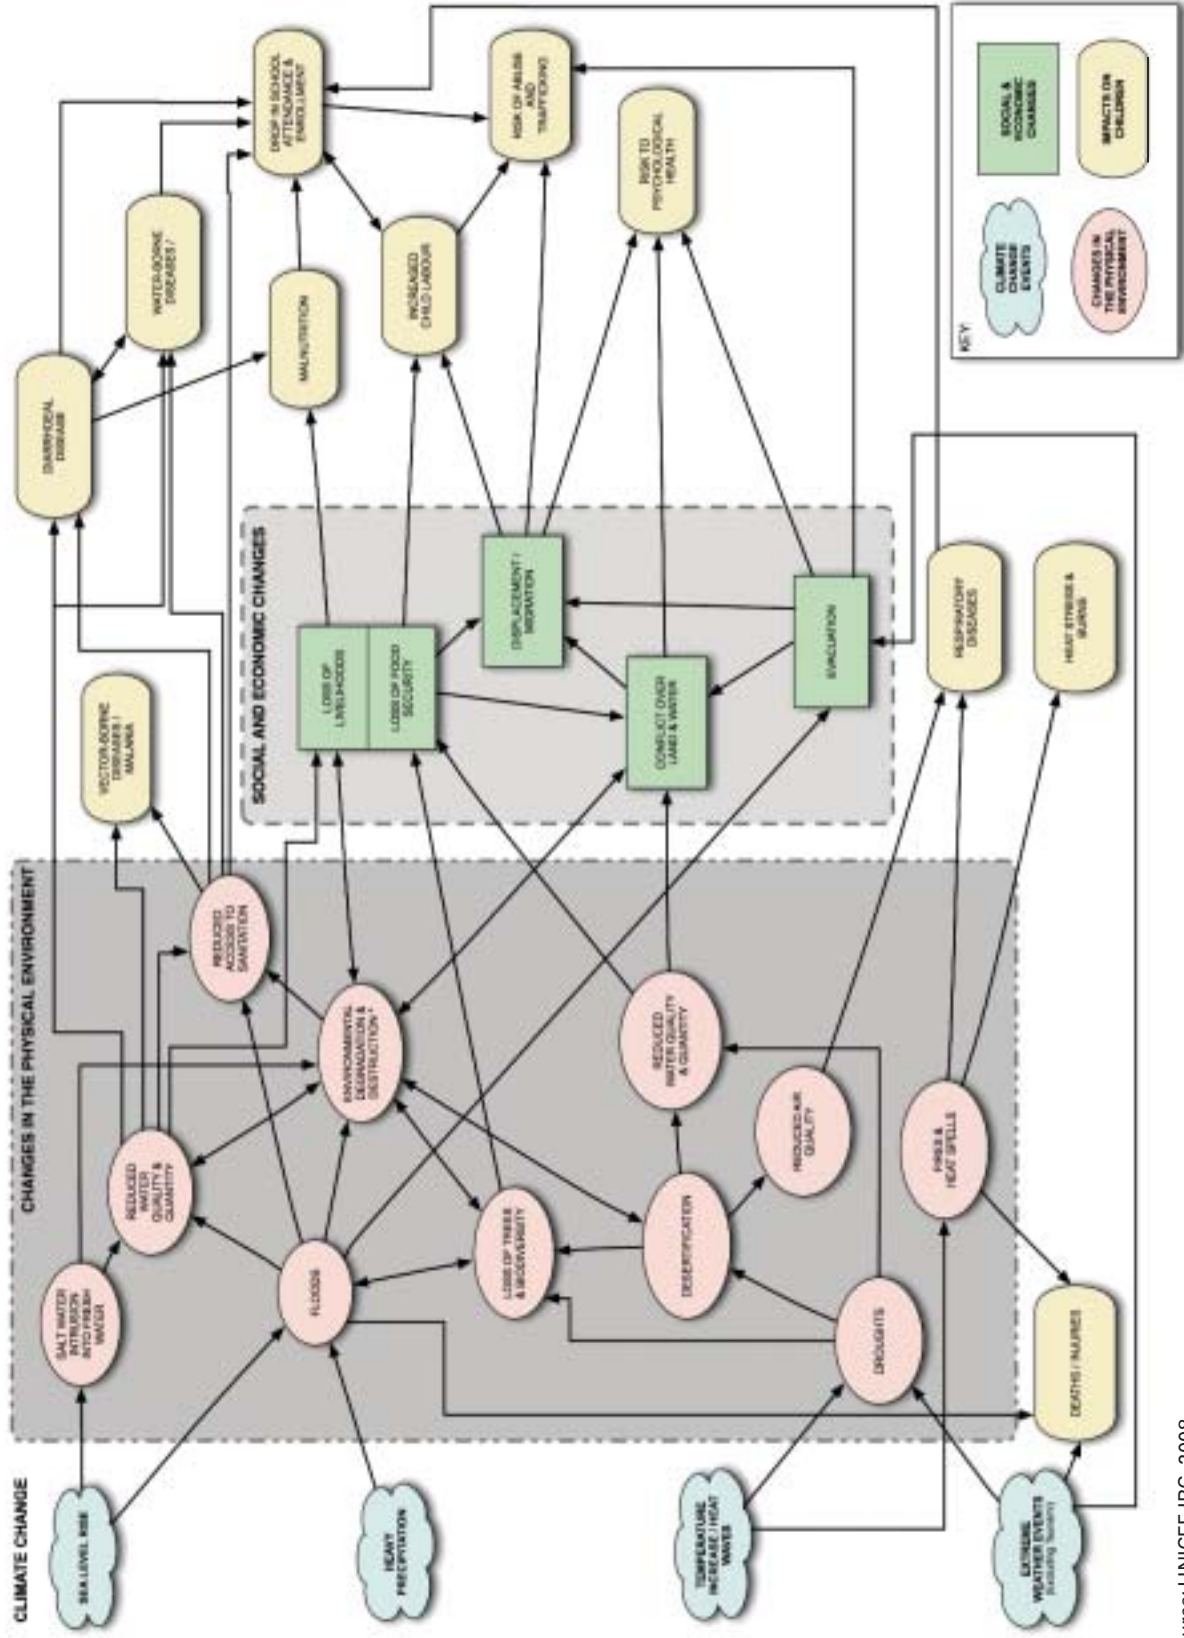 CLIMATE CHANGE
SEA LEVEL RISE
HEAVY
PRECIPITATION
TEMPERATURE
INCREASE / HEAT
WAVES
EXTREME
WEATHER EVENTS
(including Tsunami)
CHANGES IN THE PHYSICAL ENVIRONMENT
SALT WATER
INTRUSION
INTO FRESH
WATER
REDUCED
WATER
QUALITY &
QUANTITY
FLOODS
REDUCED
ACCESS TO
SANITATION
ENVIRONMENTAL
DEGRADATION &
DESTRUCTION
LOSS OF TREES
& BIODIVERSITY
DESERTIFICATION
DROUGHTS
REDUCED
WATER QUALITY
& QUANTITY
REDUCED AIR
QUALITY
FIRES &
HEAT SPELLS
DEATHS / INJURIES
SOCIAL AND ECONOMIC CHANGES
LOSS OF
LIVELIHOODS
LOSS OF FOOD
SECURITY
DISPLACEMENT /
MIGRATION
CONFLICT OVER
LAND & WATER
EVACUATION
VECTOR-BORNE
DISEASES /
MALARIA
DIARRHOEAL
DISEASE
WATER-BORNE
DISEASES /
MALNUTRITION
INCREASED
CHILD LABOUR
DROP IN SCHOOL
ATTENDANCE &
ENROLLMENT
RISK OF ABUSE
AND
TRAFFICKING
RISK TO
PSYCHOLOGICAL
HEALTH
RESPIRATORY
DISEASES
HEAT STRESS &
BURNS
KEY:
CLIMATE
CHANGE
EVENTS
SOCIAL &
ECONOMIC
CHANGES
CHANGES IN
THE PHYSICAL
ENVIRONMENT
IMPACTS ON
CHILDREN
UNICEF IRC, 2008